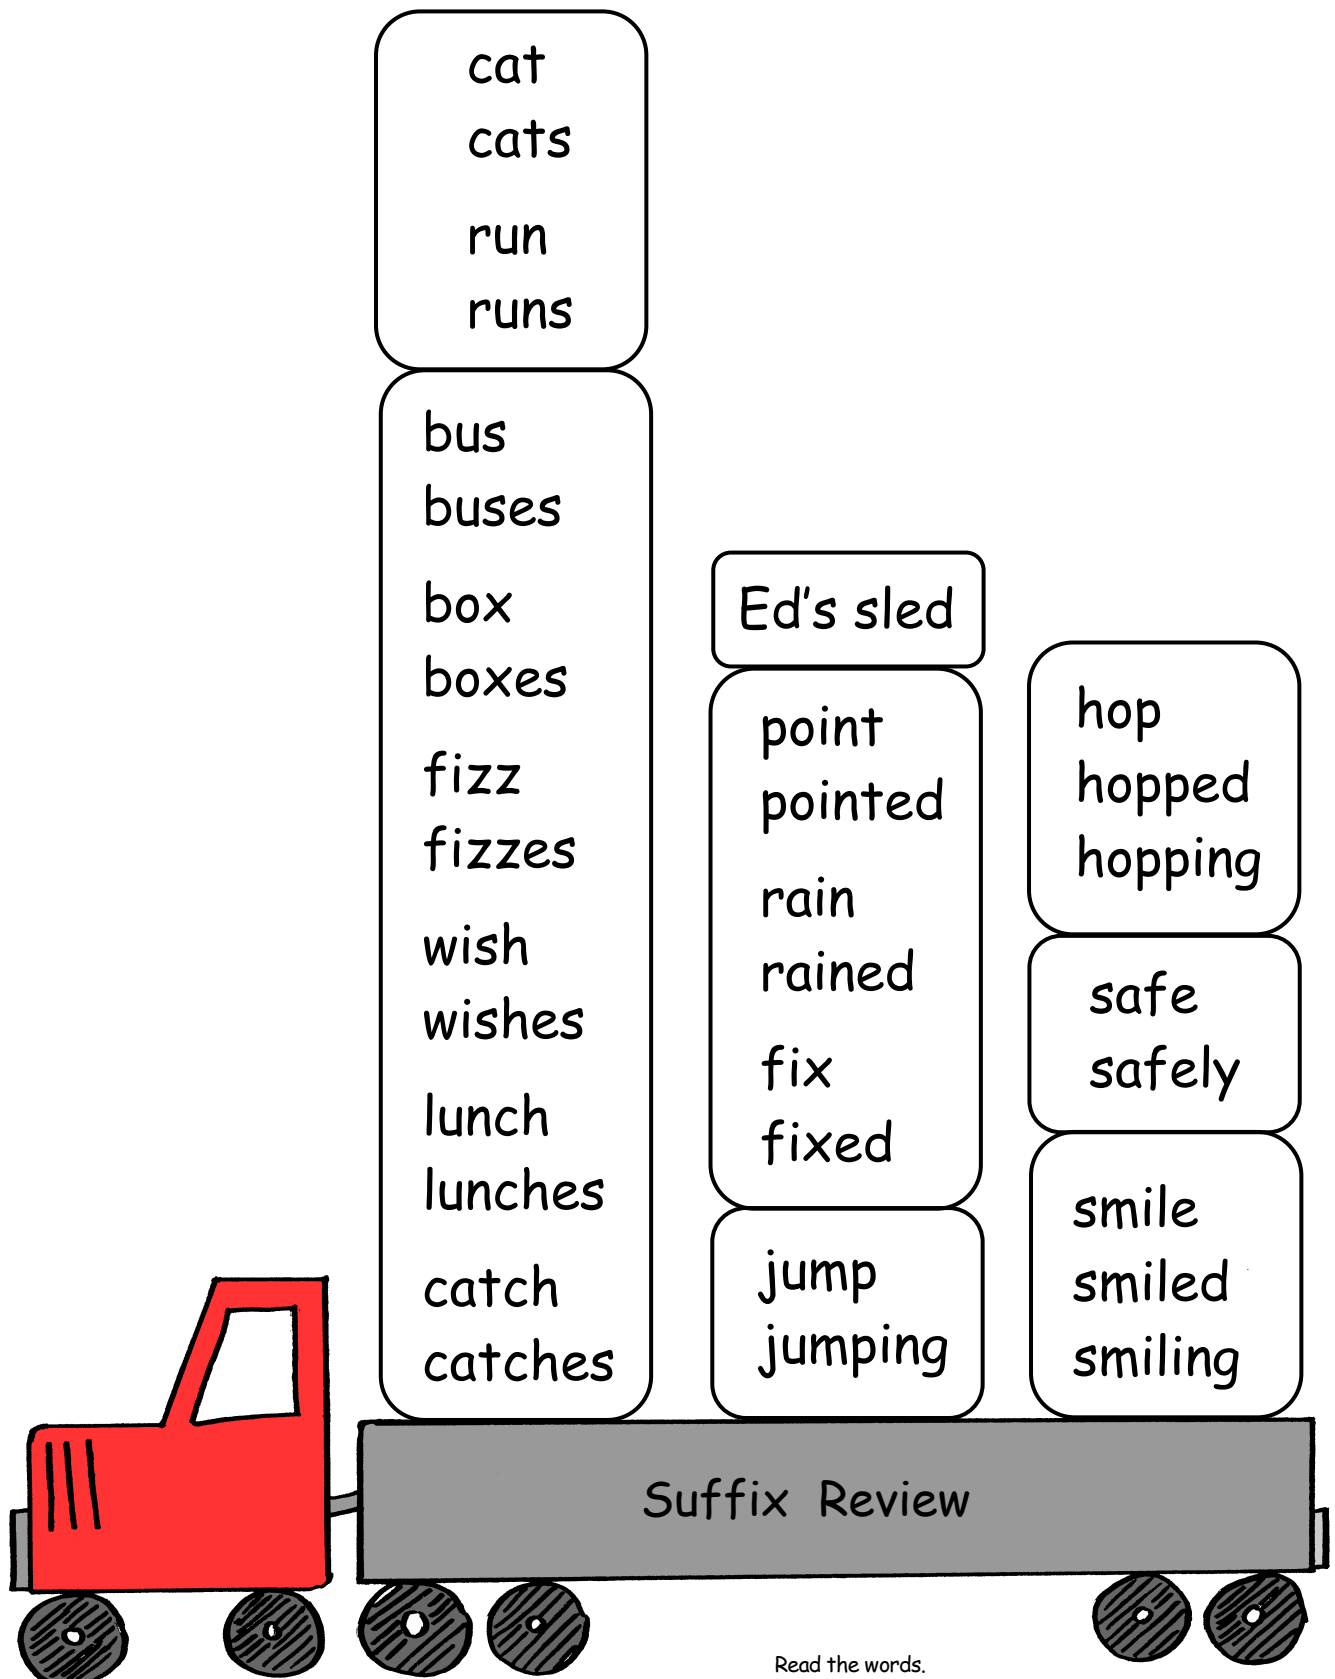 cat
cats
run
runs
bus
buses
box
boxes
fizz
fizzes
wish
wishes
lunch
lunches
catch
catches
Ed's sled
point
pointed
rain
rained
fix
fixed
jump
jumping
hop
hopped
hopping
safe
safely
smile
smiled
smiling
Suffix Review
Read the words.